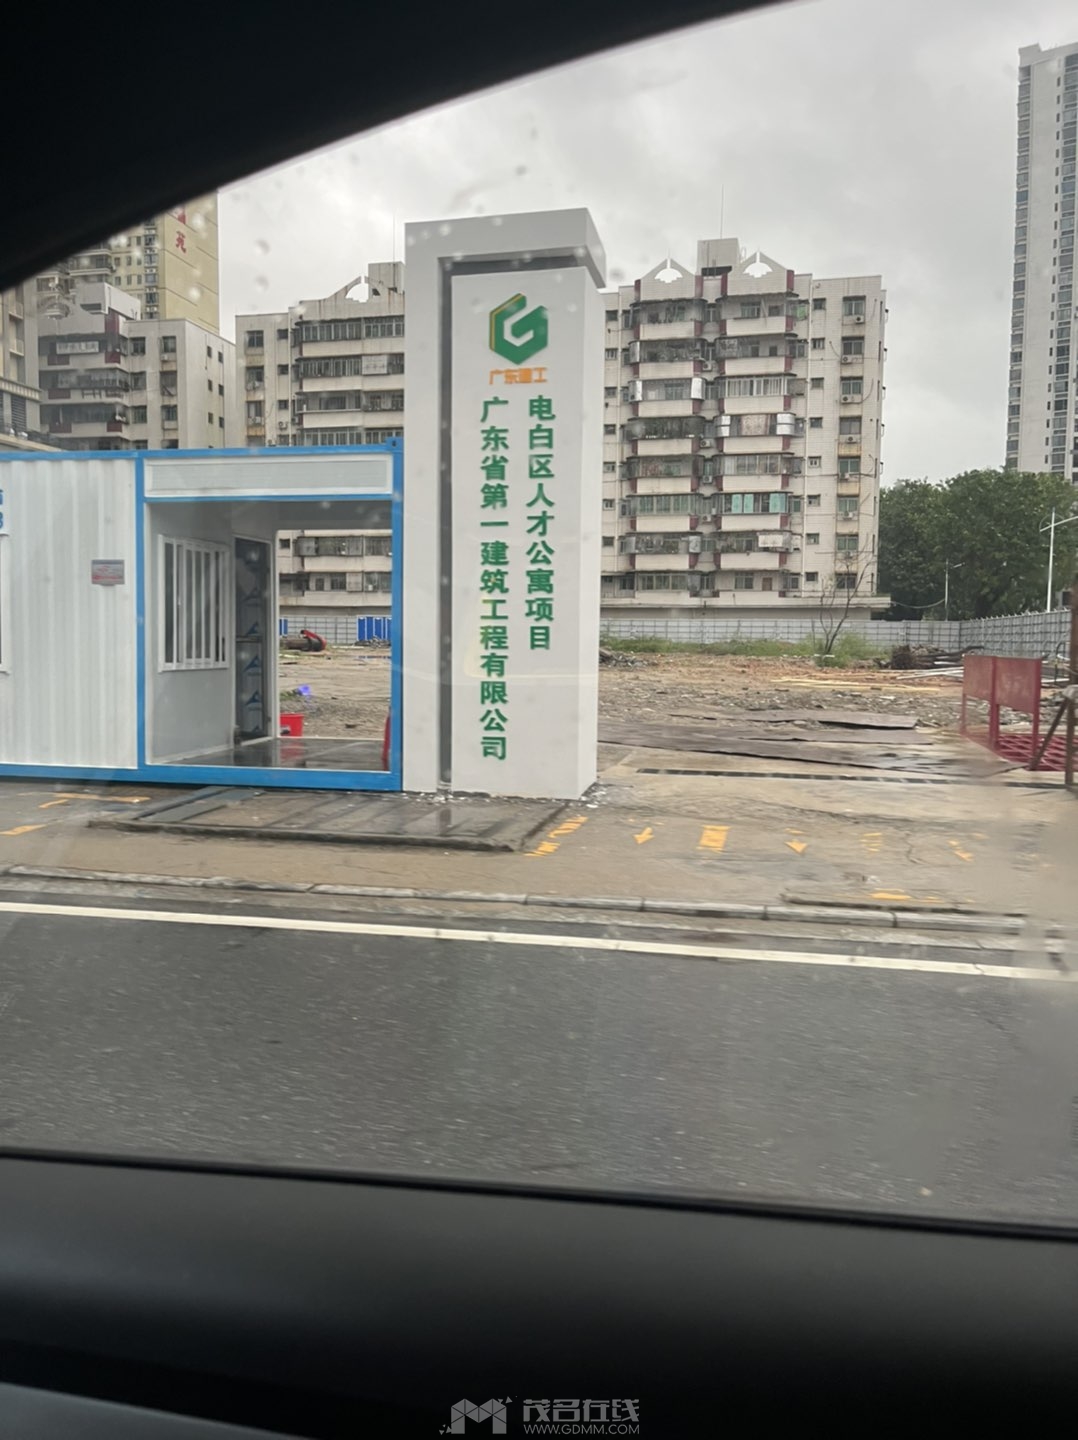 苑
广东建工
电白区人才公寓项目
广东省第一建筑工程有限公司
茂名在线
WWW.GDMM.COM